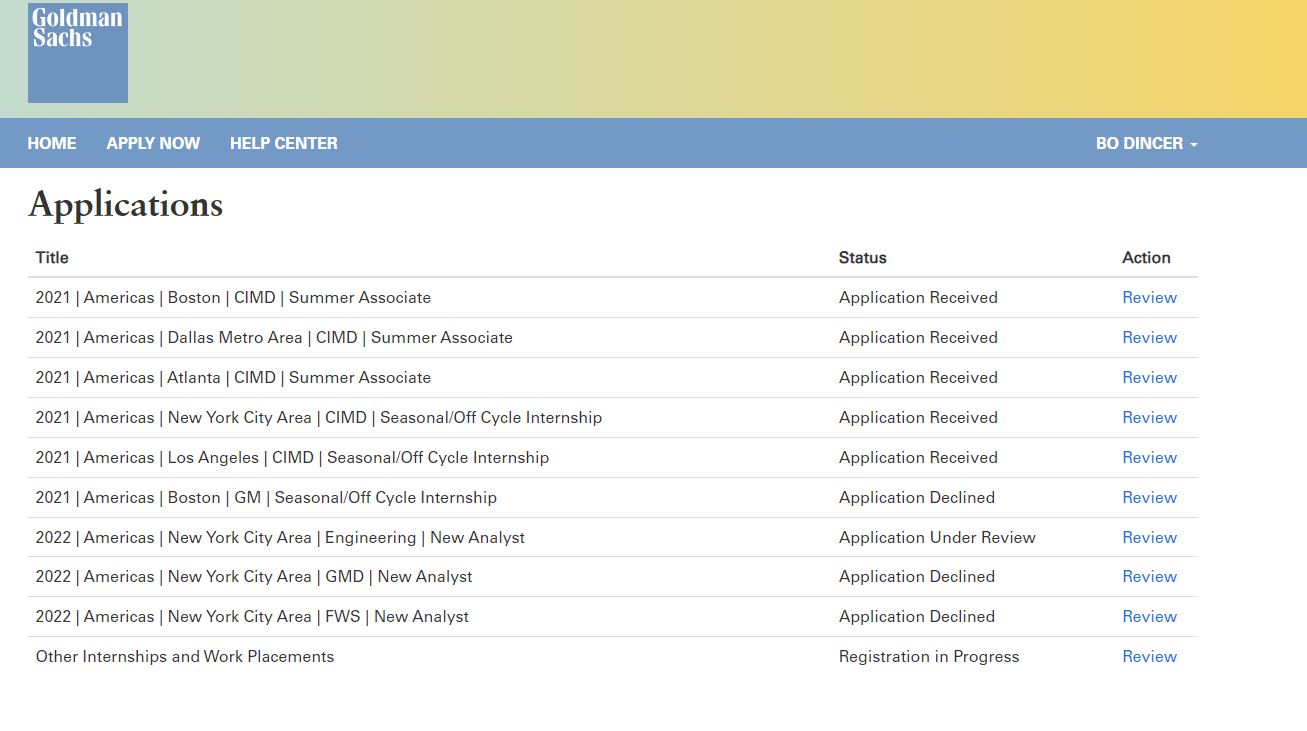 Goldman
Sachs
HOME APPLY NOW HELP CENTER BO DINCER
Applications
Title Status Action
2021 | Americas | Boston | CIMD | Summer Associate Application Received Review
2021 | Americas | Dallas Metro Area | CIMD | Summer Associate Application Received Review
2021 | Americas | Atlanta | CIMD | Summer Associate Application Received Review
2021 | Americas | New York City Area | CIMD | Seasonal/Off Cycle Internship Application Received Review
2021 | Americas | Los Angeles | CIMD | Seasonal/Off Cycle Internship Application Received Review
2021 | Americas | Boston | GM | Seasonal/Off Cycle Internship Application Declined Review
2022 | Americas | New York City Area | Engineering | New Analyst Application Under Review Review
2022 | Americas | New York City Area | GMD | New Analyst Application Declined Review
2022 | Americas | New York City Area | FWS | New Analyst Application Declined Review
Other Internships and Work Placements Registration in Progress Review